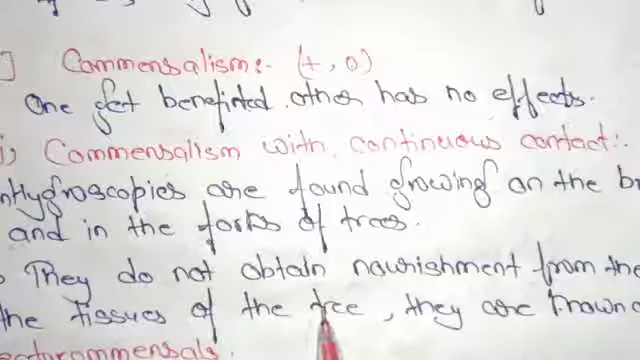 Commensalism:- (+, 0)
One get benefited other has no effects.
i) Commensalism with continuous contact:-
Hygroscopies are found growing on the
and in the forks of trees.
They do not obtain nourishment from the
the tissues of the tree, they are known